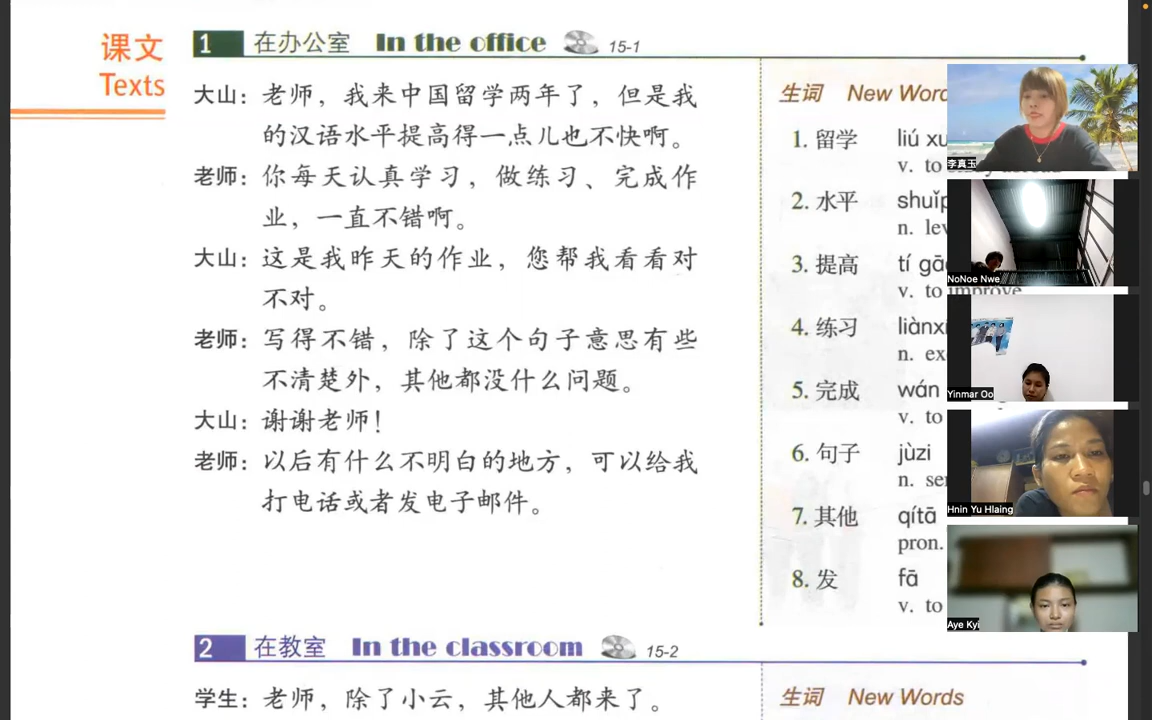 课文
Texts
1 在办公室 In the office 15-1
大山：老师，我来中国留学两年了，但是我
的汉语水平提高得一点儿也不快啊。
老师：你每天认真学习，做练习、完成作
业，一直不错啊。
大山：这是我昨天的作业，您帮我看看对
不对。
老师：写得不错，除了这个句子意思有些
不清楚外，其他都没什么问题。
大山：谢谢老师！
老师：以后有什么不明白的地方，可以给我
打电话或者发电子邮件。
生词 New Word
1. 留学 liú xu
v. to
2. 水平 shuǐp
n. lev
3. 提高 tí gā
v. to improve
4. 练习 liànxí
n. ex
5. 完成 wán
v. to
6. 句子 jùzi
n. se
7. 其他 qítā
pron.
8. 发 fā
v. to
李真玉
NoNoe Nwe
Yinmar Oo
Hnin Yu Hlaing
Aye Kyi
2 在教室 In the classroom 15-2
学生：老师，除了小云，其他人都来了。
生词 New Words